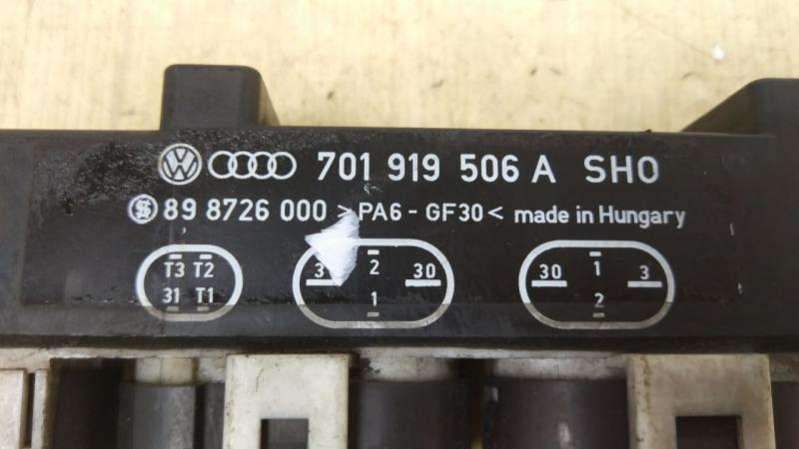 VW 701 919 506 A SHO
89 8726 000 >PA6-GF30< made in Hungary
T3 T2 2 30 30 1 3
31 T1 1 2